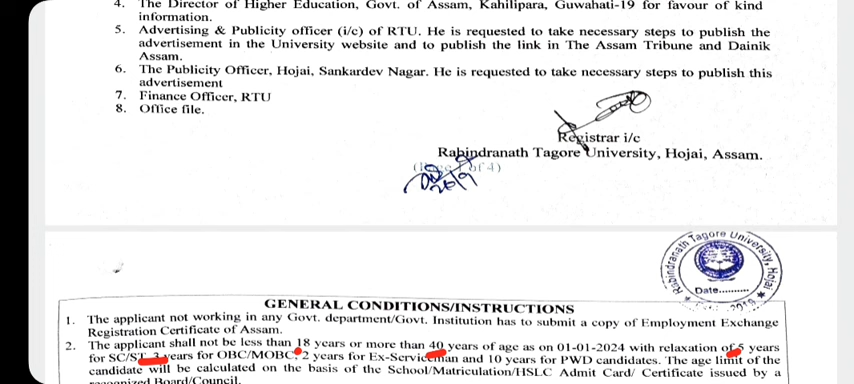 4. The Director of Higher Education, Govt. of Assam, Kahilipara, Guwahati-19 for favour of kind
information.
5. Advertising & Publicity officer (i/c) of RTU. He is requested to take necessary steps to publish the
advertisement in the University website and to publish the link in The Assam Tribune and Dainik
Assam.
6. The Publicity Officer, Hojai, Sankardev Nagar. He is requested to take necessary steps to publish this
advertisement
7. Finance Officer, RTU
8. Office file.
Registrar i/c
Rabindranath Tagore University, Hojai, Assam.
of 4)
26/9
Rabindranath Tagore University, Hojai
Date..........
GENERAL CONDITIONS/INSTRUCTIONS
1. The applicant not working in any Govt. department/Govt. Institution has to submit a copy of Employment Exchange
Registration Certificate of Assam.
2. The applicant shall not be less than 18 years or more than 40 years of age as on 01-01-2024 with relaxation of 5 years
for SC/ST 3 years for OBC/MOBC, 2 years for Ex-Serviceman and 10 years for PWD candidates. The age limit of the
candidate will be calculated on the basis of the School/Matriculation/HSLC Admit Card/ Certificate issued by a
recognized Board/Council.